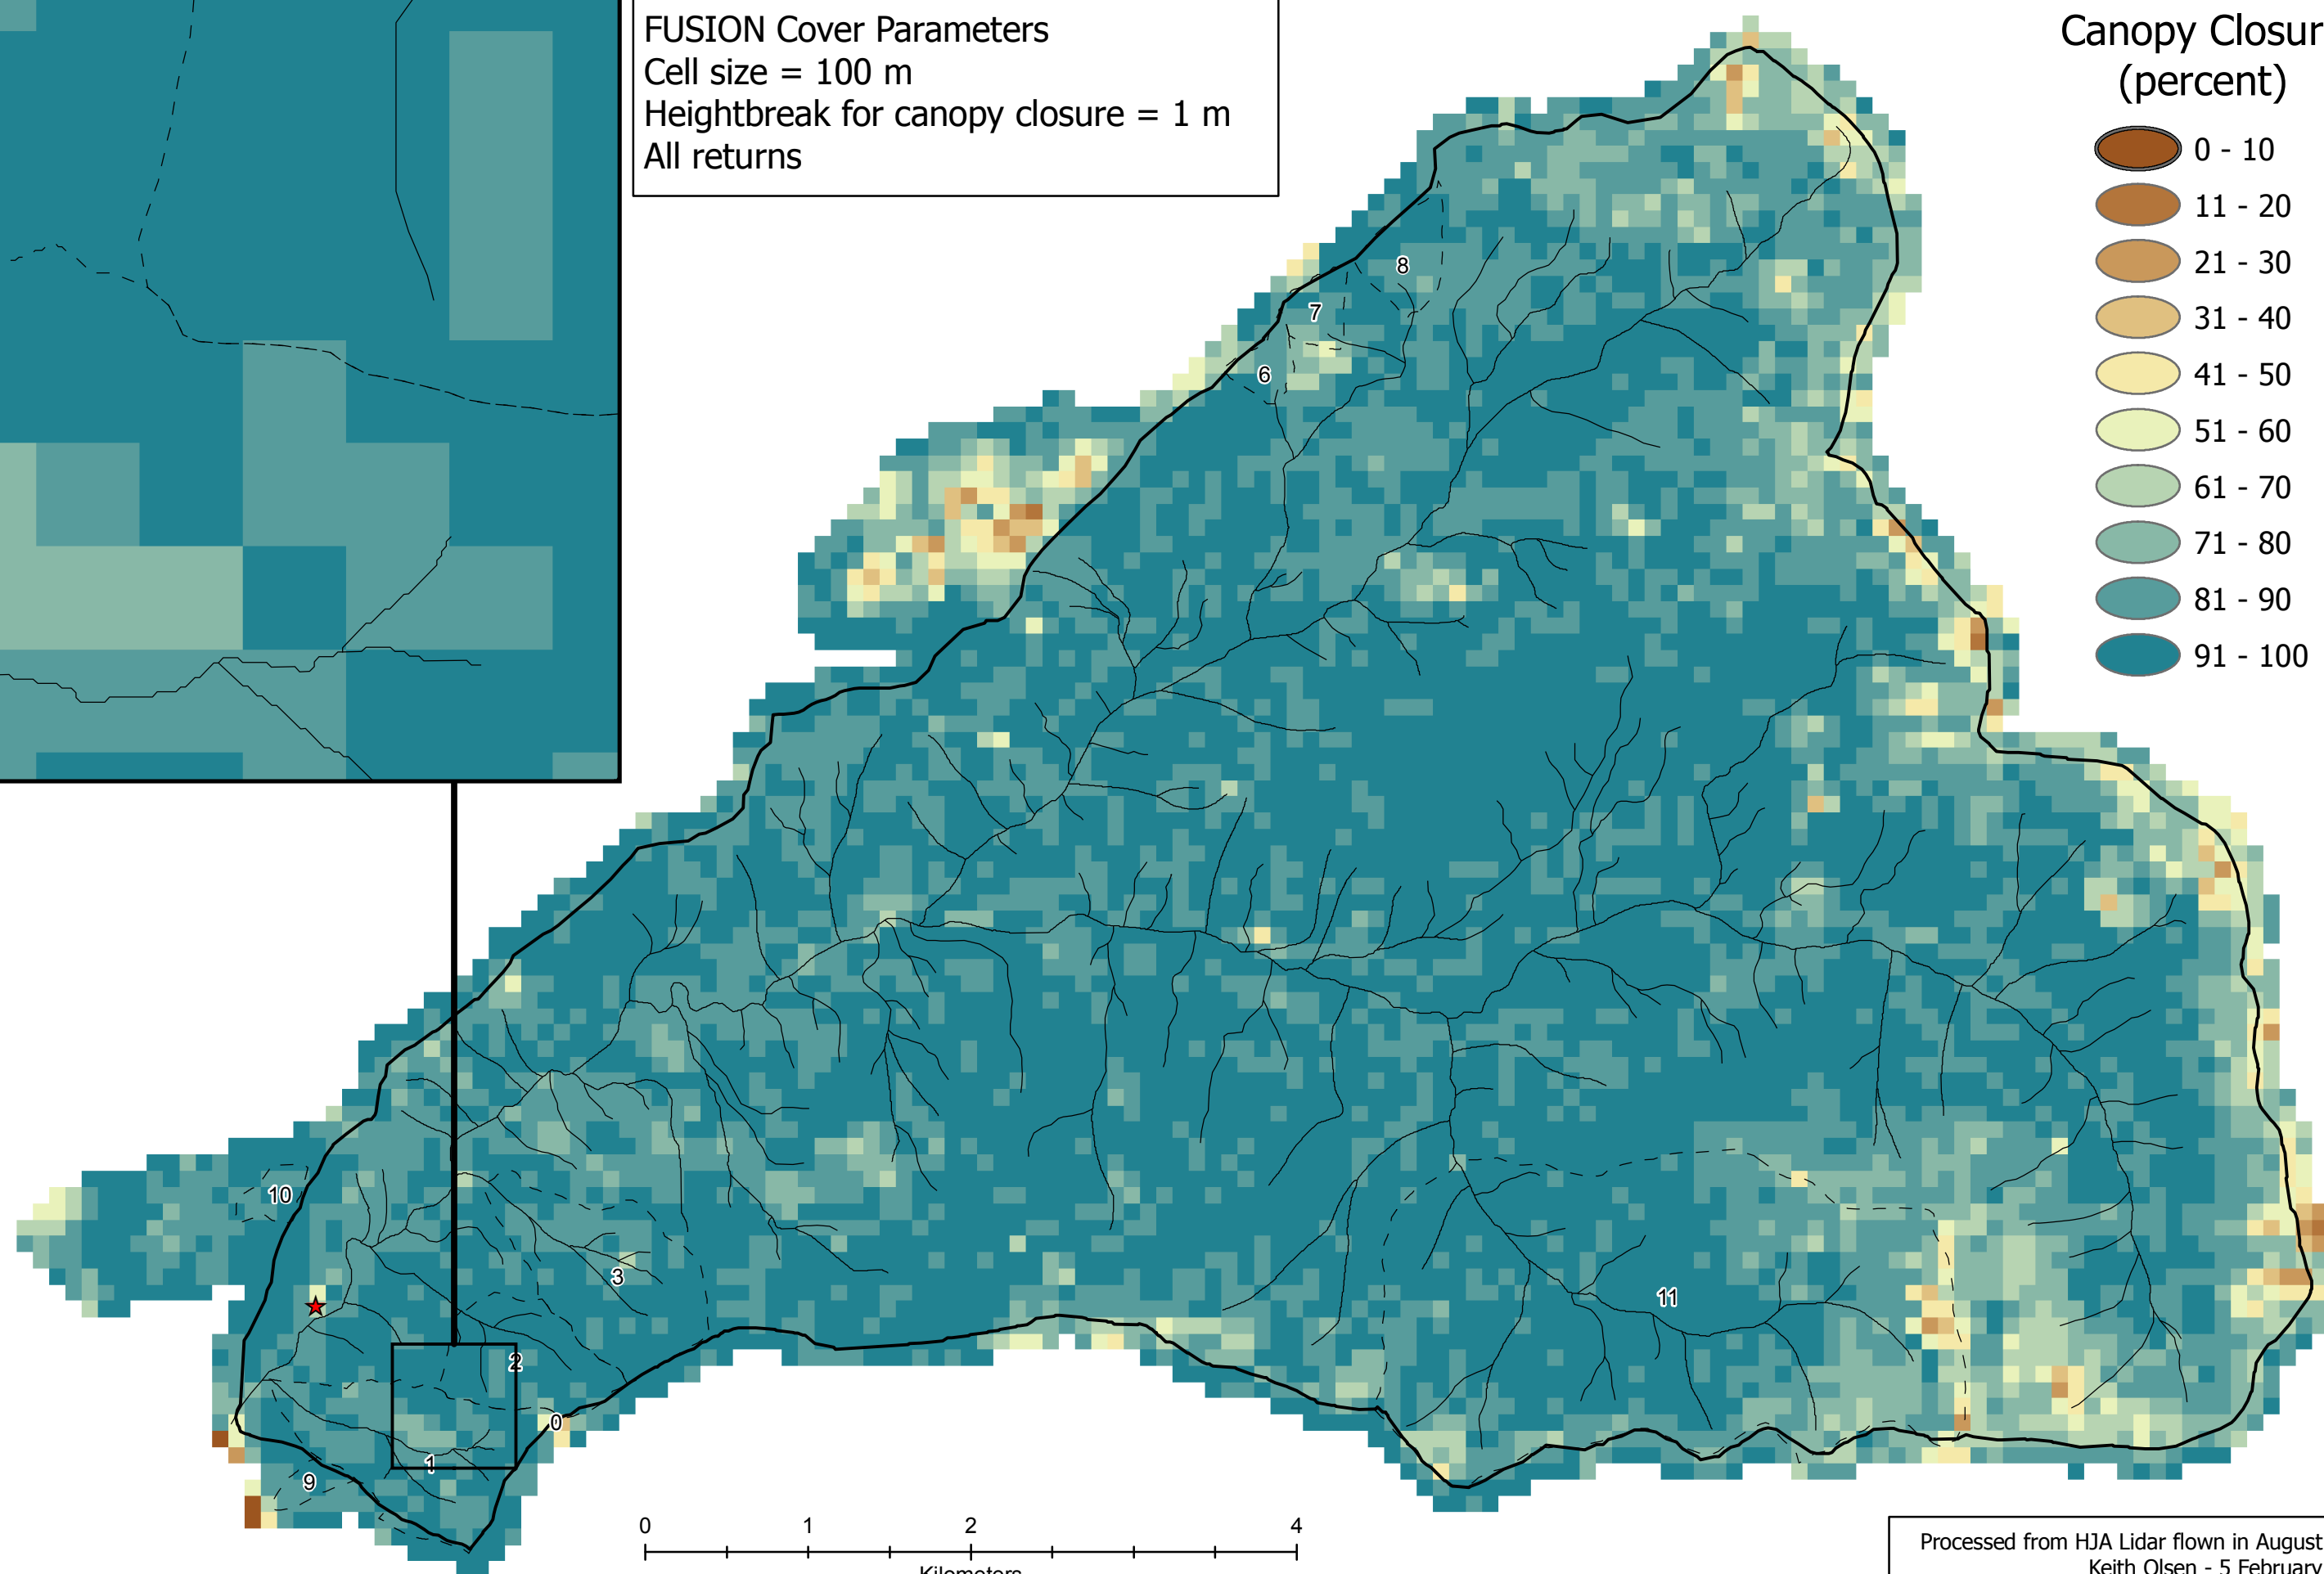 FUSION Cover Parameters
Cell size = 100 m
Heightbreak for canopy closure = 1 m
All returns
Canopy Closur
(percent)
0 - 10
11 - 20
21 - 30
31 - 40
41 - 50
51 - 60
61 - 70
71 - 80
81 - 90
91 - 100
8
7
6
10
3
11
2
0
1
9
0 1 2 4
Kilometers
Processed from HJA Lidar flown in August
Keith Olsen - 5 February